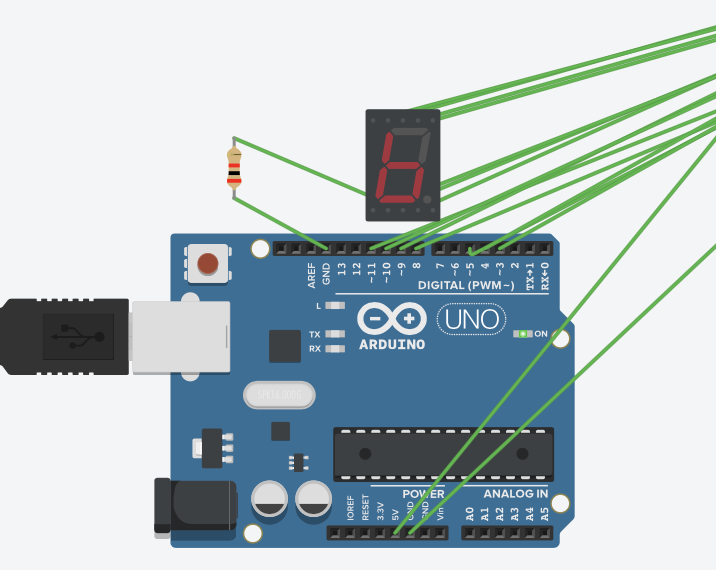 AREF
GND
13
12
~11
~10
~9
8
7
~6
~5
4
~3
2
TX→1
RX←0
DIGITAL (PWM ~)
L
TX
RX
ARDUINO
UNO
ON
POWER
ANALOG IN
IOREF
RESET
3.3V
5V
GND
GND
Vin
A0
A1
A2
A3
A4
A5